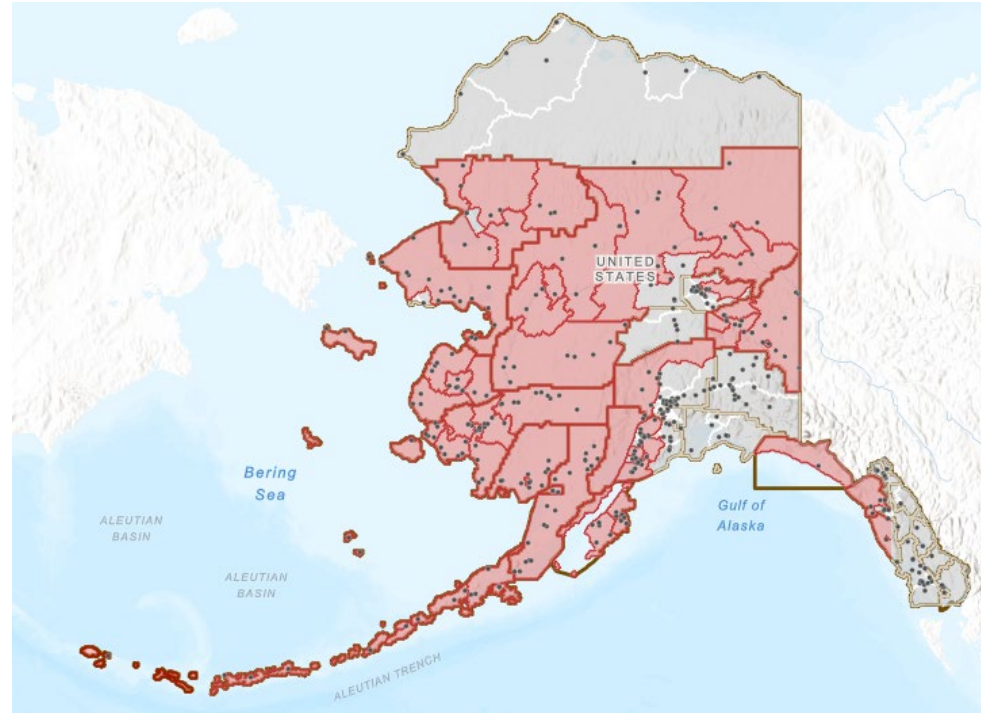 UNITED
STATES
Bering
Sea
Gulf of
Alaska
ALEUTIAN
BASIN
ALEUTIAN
BASIN
ALEUTIAN TRENCH